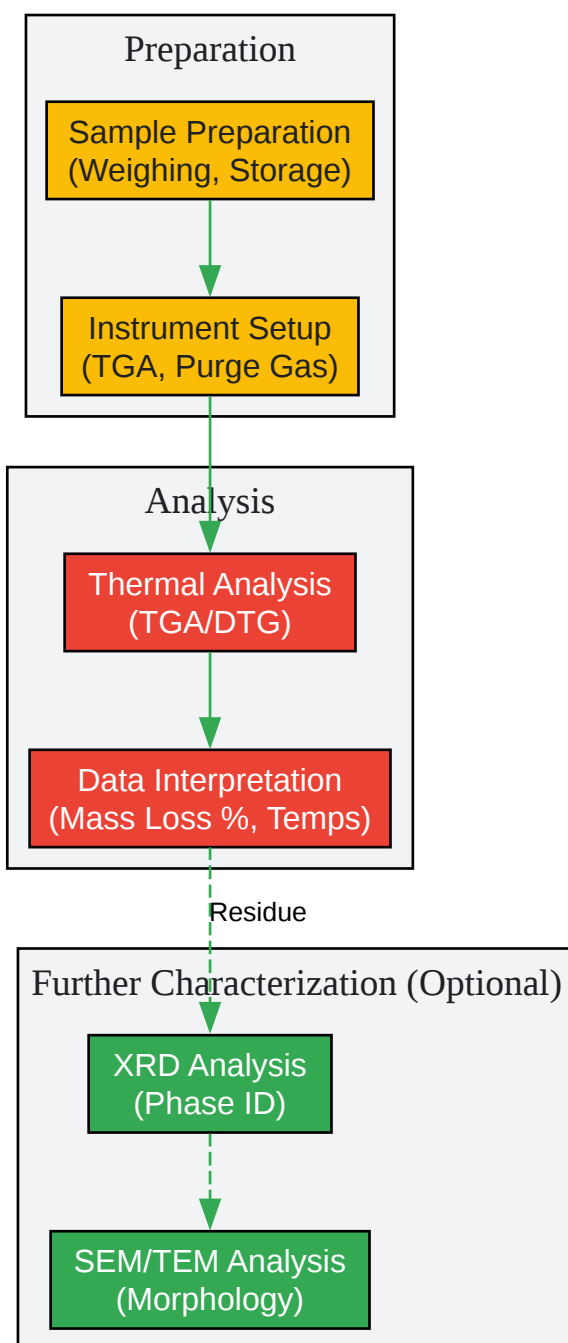 Preparation
Sample Preparation
(Weighing, Storage)
Instrument Setup
(TGA, Purge Gas)
Analysis
Thermal Analysis
(TGA/DTG)
Data Interpretation
(Mass Loss %, Temps)
Residue
Further Characterization (Optional)
XRD Analysis
(Phase ID)
SEM/TEM Analysis
(Morphology)